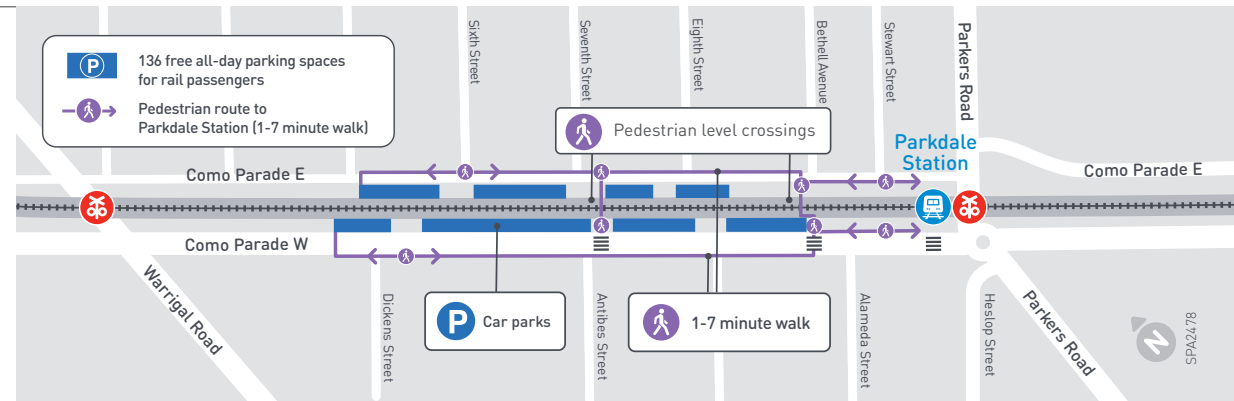 P
136 free all-day parking spaces
for rail passengers
Pedestrian route to
Parkdale Station (1-7 minute walk)
Sixth Street
Seventh Street
Eighth Street
Bethell Avenue
Stewart Street
Parkers Road
Pedestrian level crossings
Parkdale
Station
Como Parade E
Como Parade E
Como Parade W
Warrigal Road
Dickens Street
P Car parks
Antibes Street
1-7 minute walk
Alameda Street
Heslop Street
Parkers Road
N
SPA2478